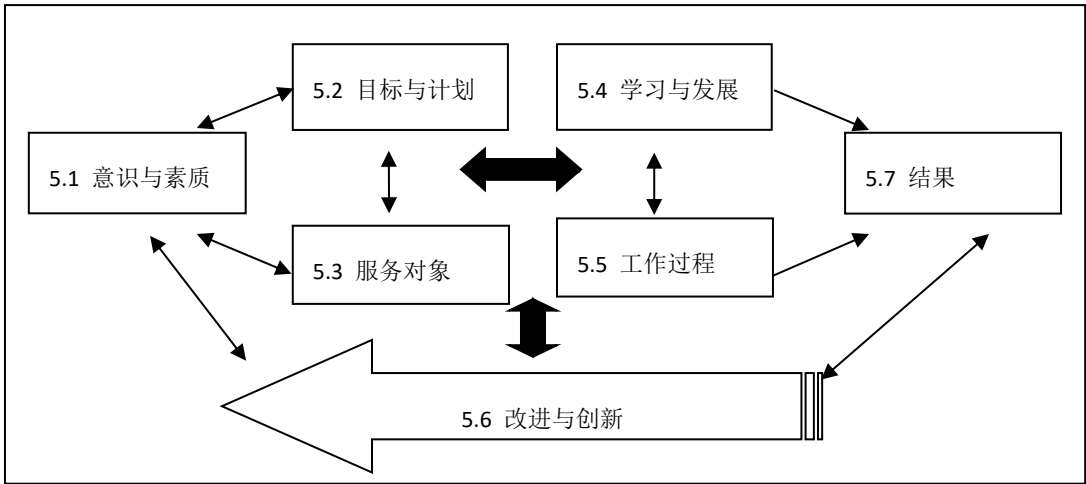 5.2 目标与计划
5.4 学习与发展
5.1 意识与素质
5.7 结果
5.3 服务对象
5.5 工作过程
5.6 改进与创新